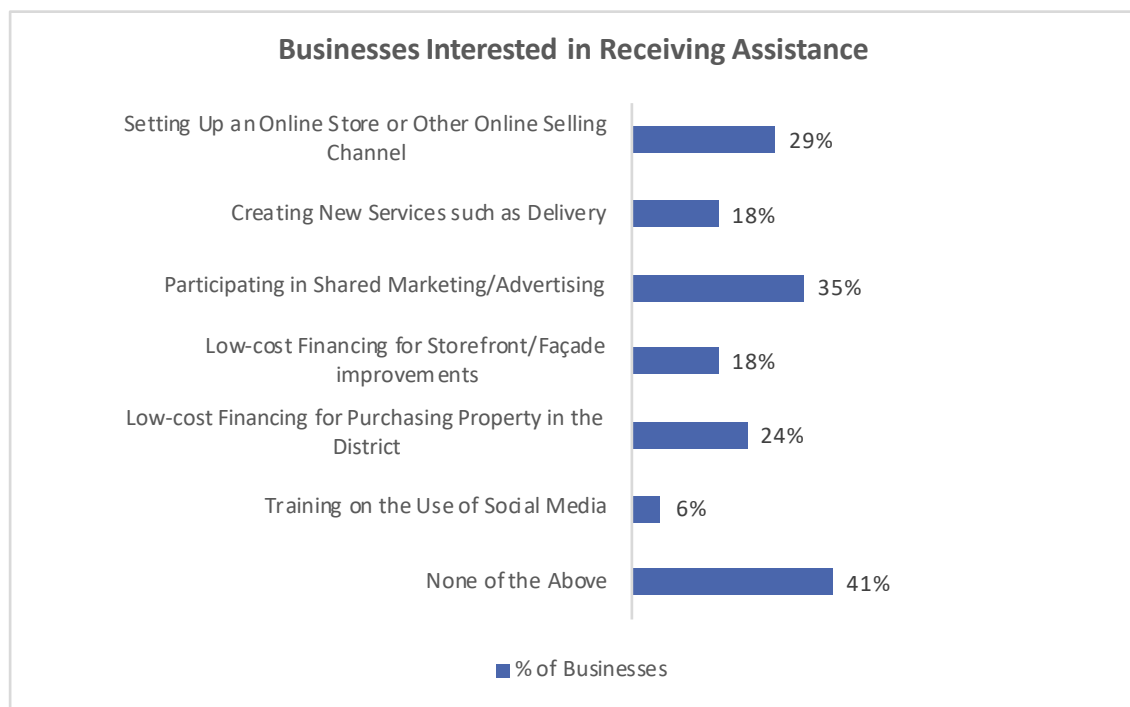 Businesses Interested in Receiving Assistance
Setting Up an Online Store or Other Online Selling
Channel
29%
Creating New Services such as Delivery
18%
Participating in Shared Marketing/Advertising
35%
Low-cost Financing for Storefront/Façade
improvements
18%
Low-cost Financing for Purchasing Property in the
District
24%
Training on the Use of Social Media
6%
None of the Above
41%
% of Businesses